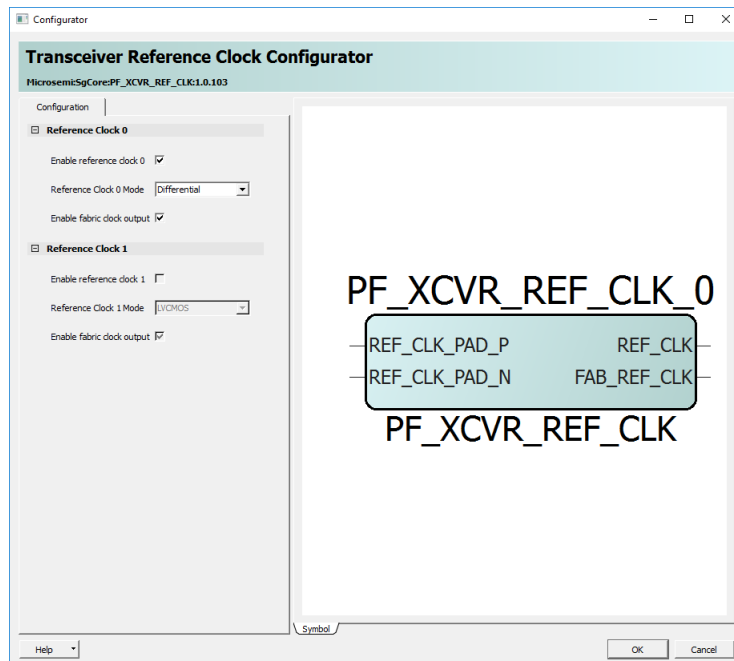 Configurator
Transceiver Reference Clock Configurator
Microsemi:SgCore:PF_XCVR_REF_CLK:1.0.103
Configuration
Reference Clock 0
Enable reference clock 0
Reference Clock 0 Mode Differential
Enable fabric clock output
Reference Clock 1
Enable reference clock 1
Reference Clock 1 Mode LVCMOS
Enable fabric clock output
PF_XCVR_REF_CLK_0
REF_CLK_PAD_P REF_CLK
REF_CLK_PAD_N FAB_REF_CLK
PF_XCVR_REF_CLK
Symbol
Help OK Cancel